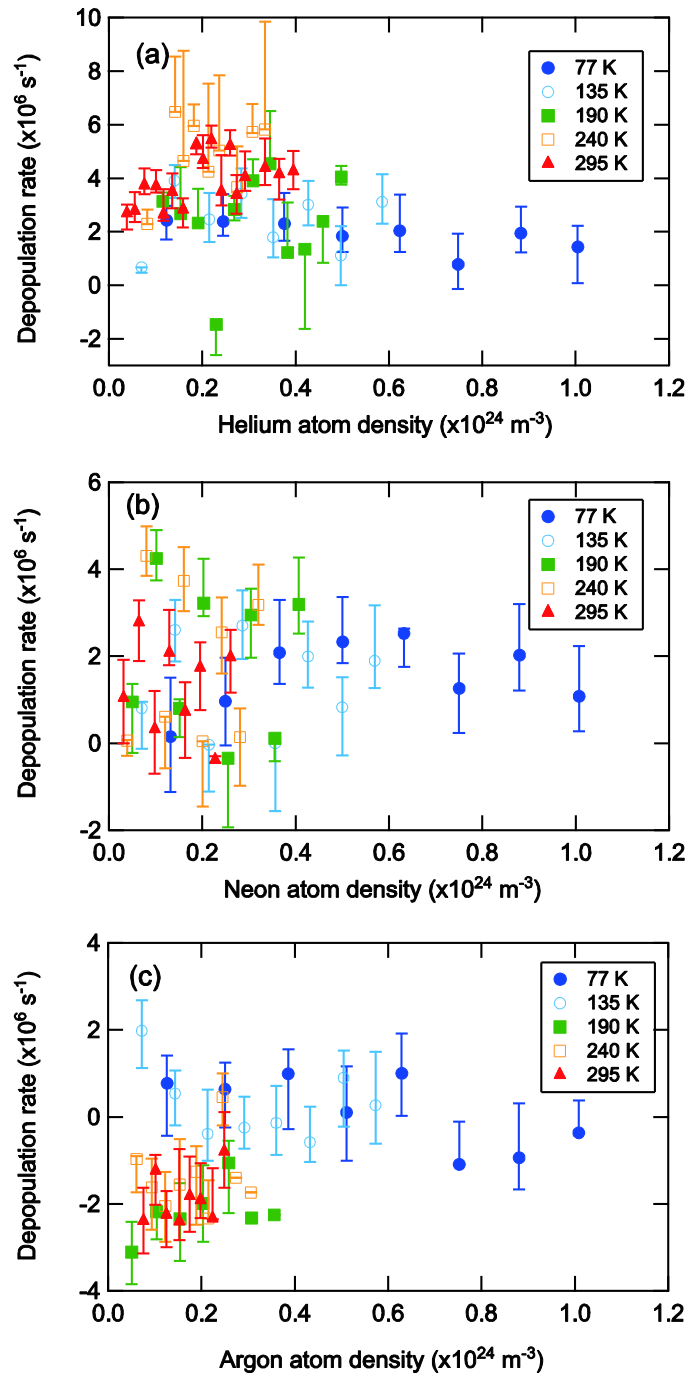 (a)
10
8
6
4
2
0
-2
Depopulation rate (x10⁶ s⁻¹)
77 K
135 K
190 K
240 K
295 K
0.0 0.2 0.4 0.6 0.8 1.0 1.2
Helium atom density (x10²⁴ m⁻³)
(b)
6
4
2
0
-2
Depopulation rate (x10⁶ s⁻¹)
77 K
135 K
190 K
240 K
295 K
0.0 0.2 0.4 0.6 0.8 1.0 1.2
Neon atom density (x10²⁴ m⁻³)
(c)
4
2
0
-2
-4
Depopulation rate (x10⁶ s⁻¹)
77 K
135 K
190 K
240 K
295 K
0.0 0.2 0.4 0.6 0.8 1.0 1.2
Argon atom density (x10²⁴ m⁻³)